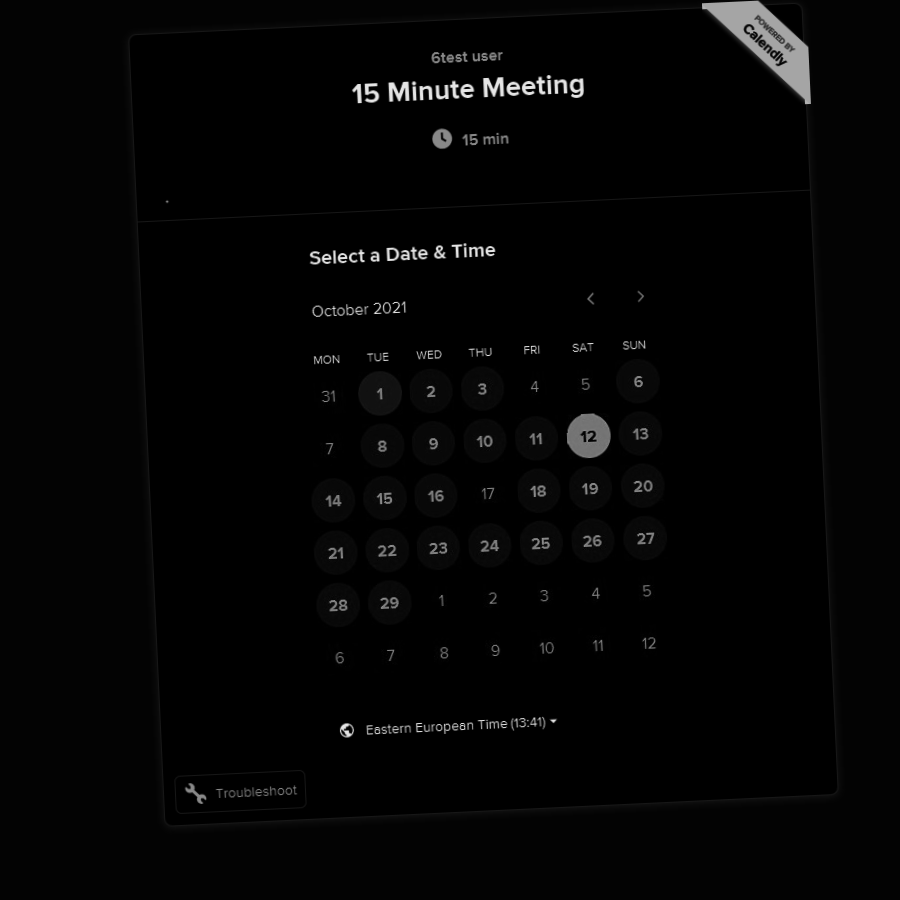 POWERED BY
Calendly
6test user
15 Minute Meeting
15 min
Select a Date & Time
October 2021
MON TUE WED THU FRI SAT SUN
31 1 2 3 4 5 6
7 8 9 10 11 12 13
14 15 16 17 18 19 20
21 22 23 24 25 26 27
28 29 1 2 3 4 5
6 7 8 9 10 11 12
Eastern European Time (13:41)
Troubleshoot